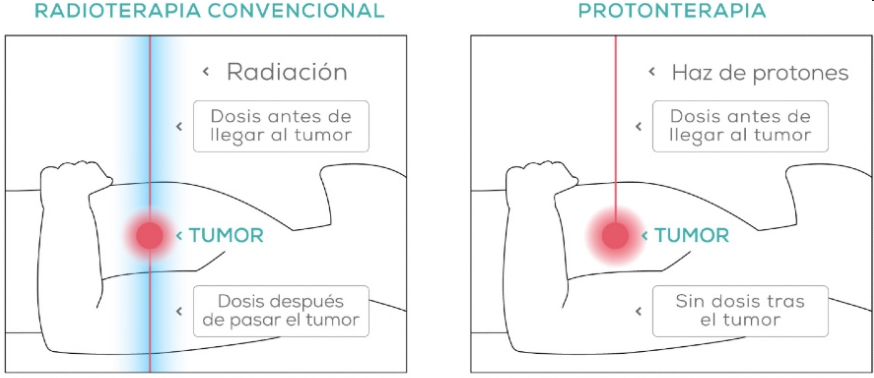 RADIOTERAPIA CONVENCIONAL
‹ Radiación
‹ Dosis antes de
llegar al tumor
‹ TUMOR
‹ Dosis después
de pasar el tumor
PROTONTERAPIA
‹ Haz de protones
‹ Dosis antes de
llegar al tumor
‹ TUMOR
‹ Sin dosis tras
el tumor